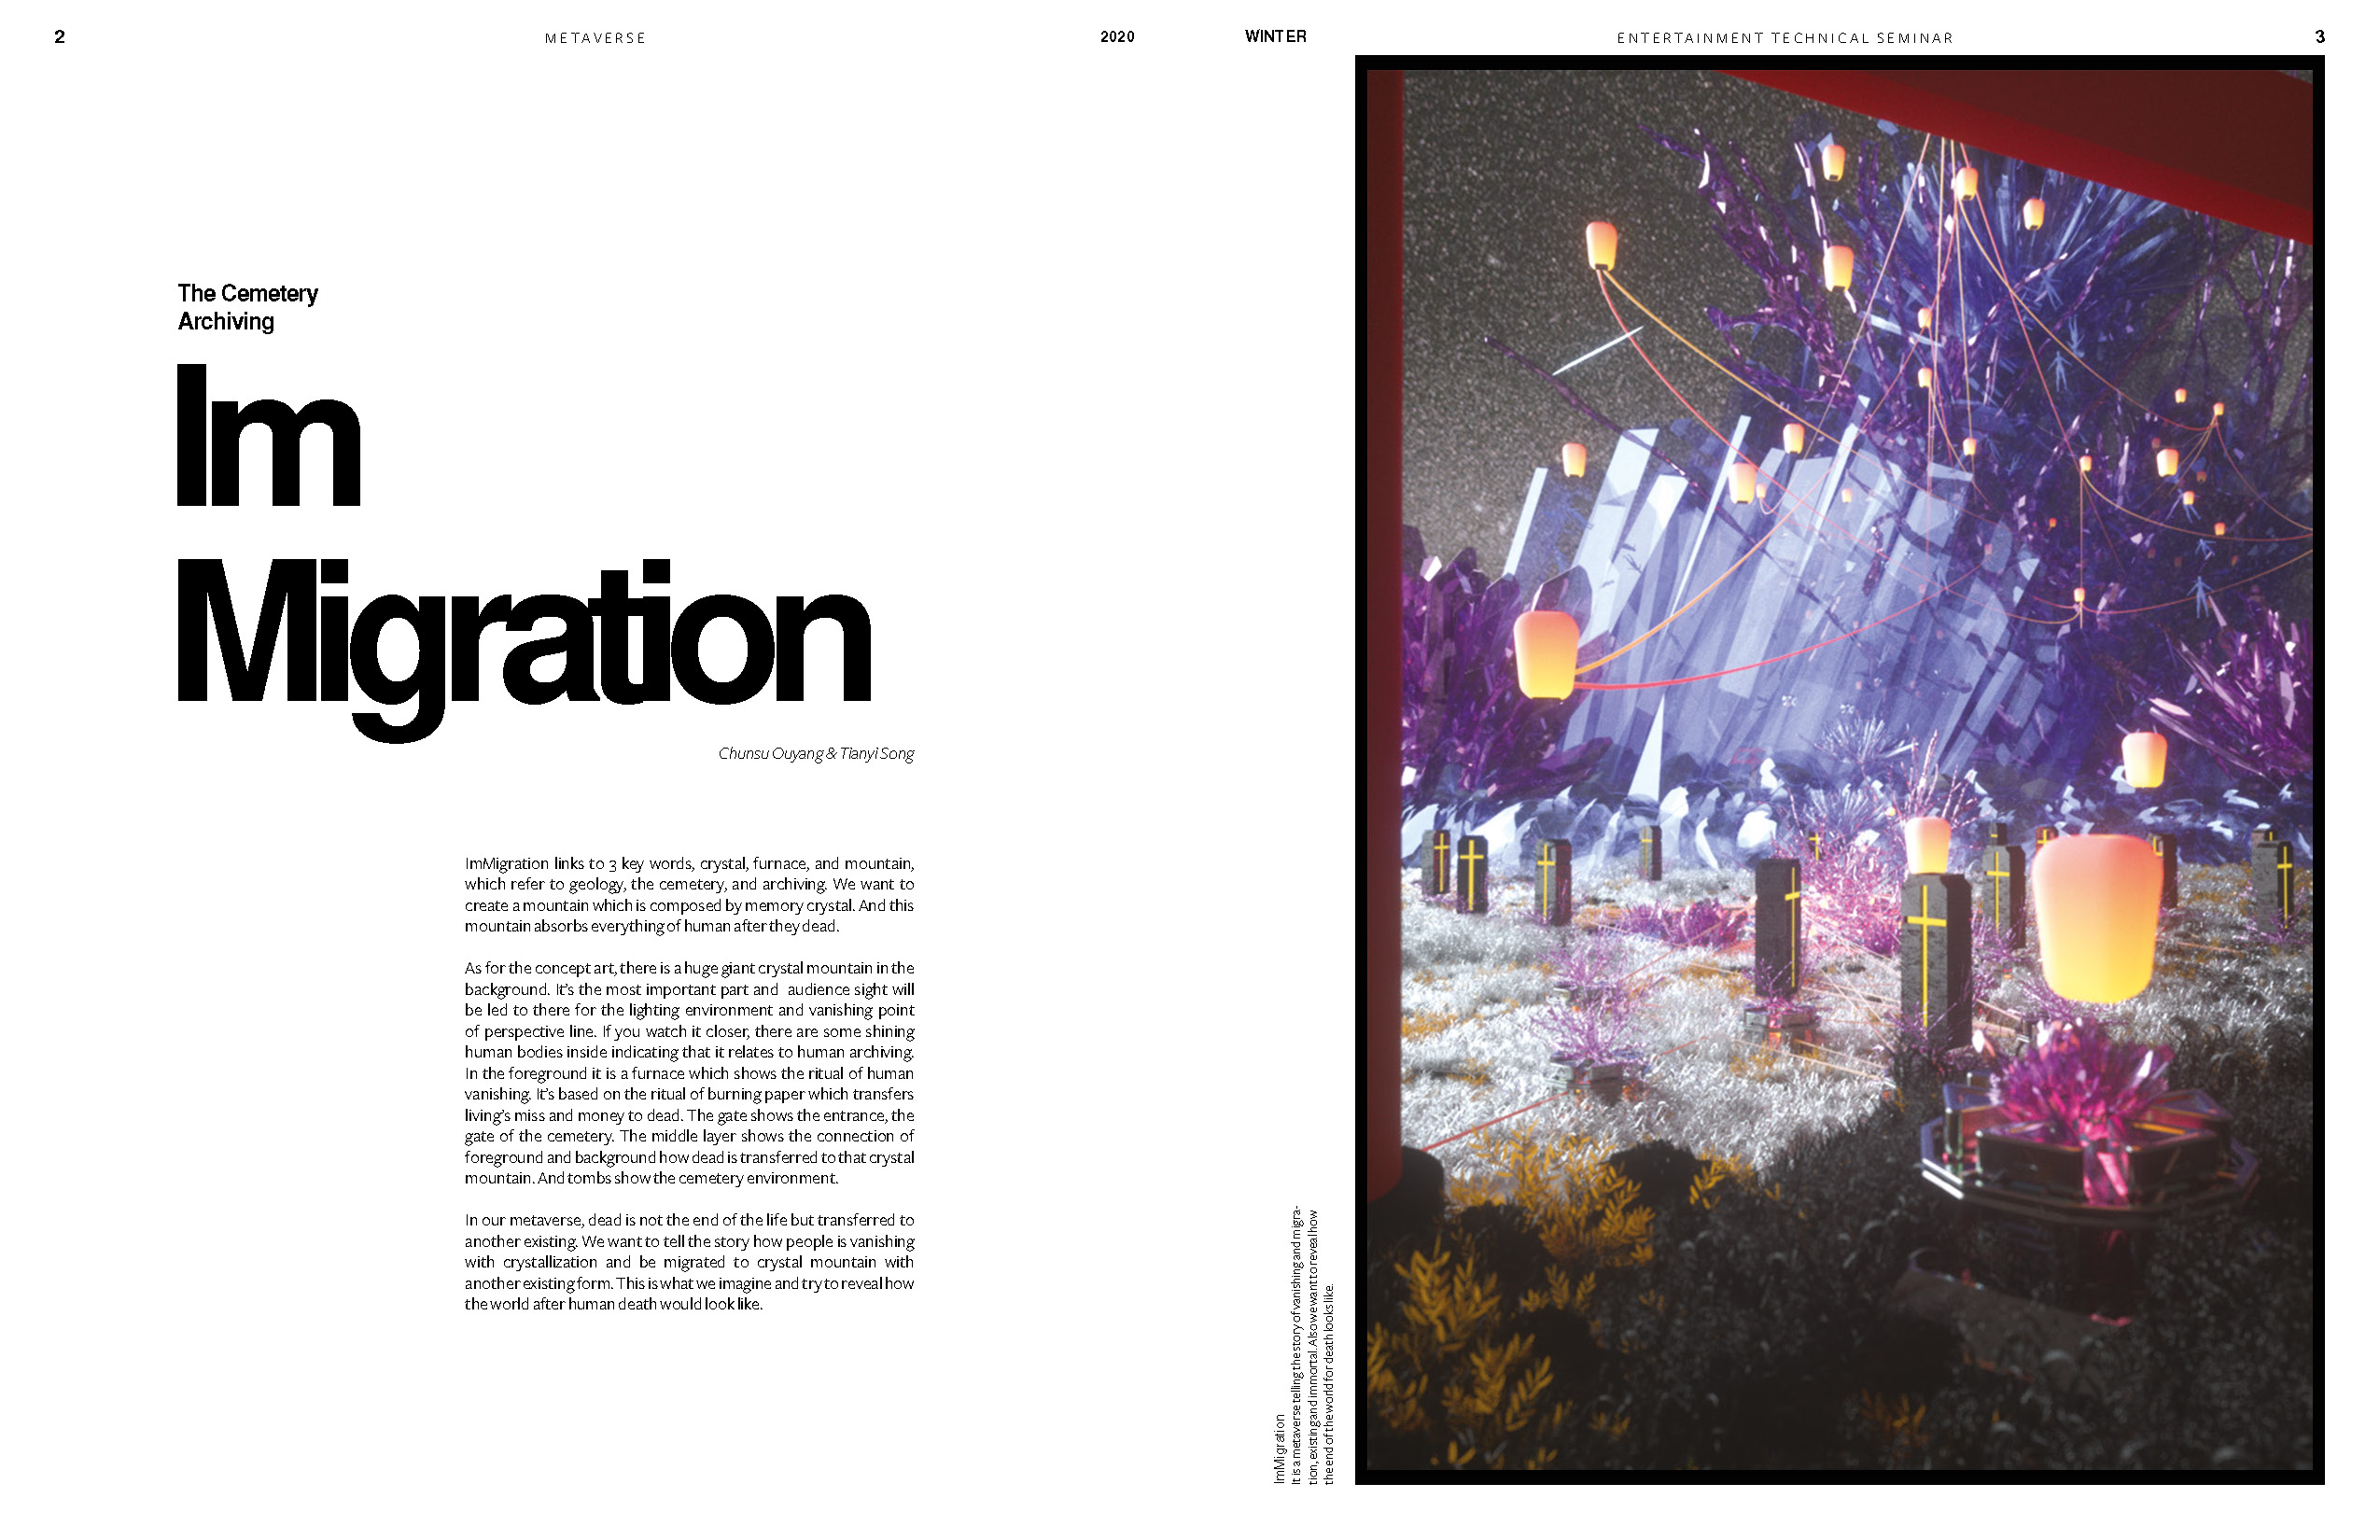 2
METAVERSE
2020
WINTER
ENTERTAINMENT TECHNICAL SEMINAR
3
The Cemetery
Archiving
Im
Migration
Chunsu Ouyang & Tianyi Song
ImMigration links to 3 key words, crystal, furnace, and mountain,
which refer to geology, the cemetery, and archiving. We want to
create a mountain which is composed by memory crystal. And this
mountain absorbs everything of human after they dead.
As for the concept art, there is a huge giant crystal mountain in the
background. It's the most important part and audience sight will
be led to there for the lighting environment and vanishing point
of perspective line. If you watch it closer, there are some shining
human bodies inside indicating that it relates to human archiving.
In the foreground it is a furnace which shows the ritual of human
vanishing. It's based on the ritual of burning paper which transfers
living's miss and money to dead. The gate shows the entrance, the
gate of the cemetery. The middle layer shows the connection of
foreground and background how dead is transferred to that crystal
mountain. And tombs show the cemetery environment.
In our metaverse, dead is not the end of the life but transferred to
another existing. We want to tell the story how people is vanishing
with crystallization and be migrated to crystal mountain with
another existing form. This is what we imagine and try to reveal how
the world after human death would look like.
ImMigration
It is a metaverse telling the story of vanishing and migra-
tion, existing and immortal. Also we want to reveal how
the end of the world for death looks like.